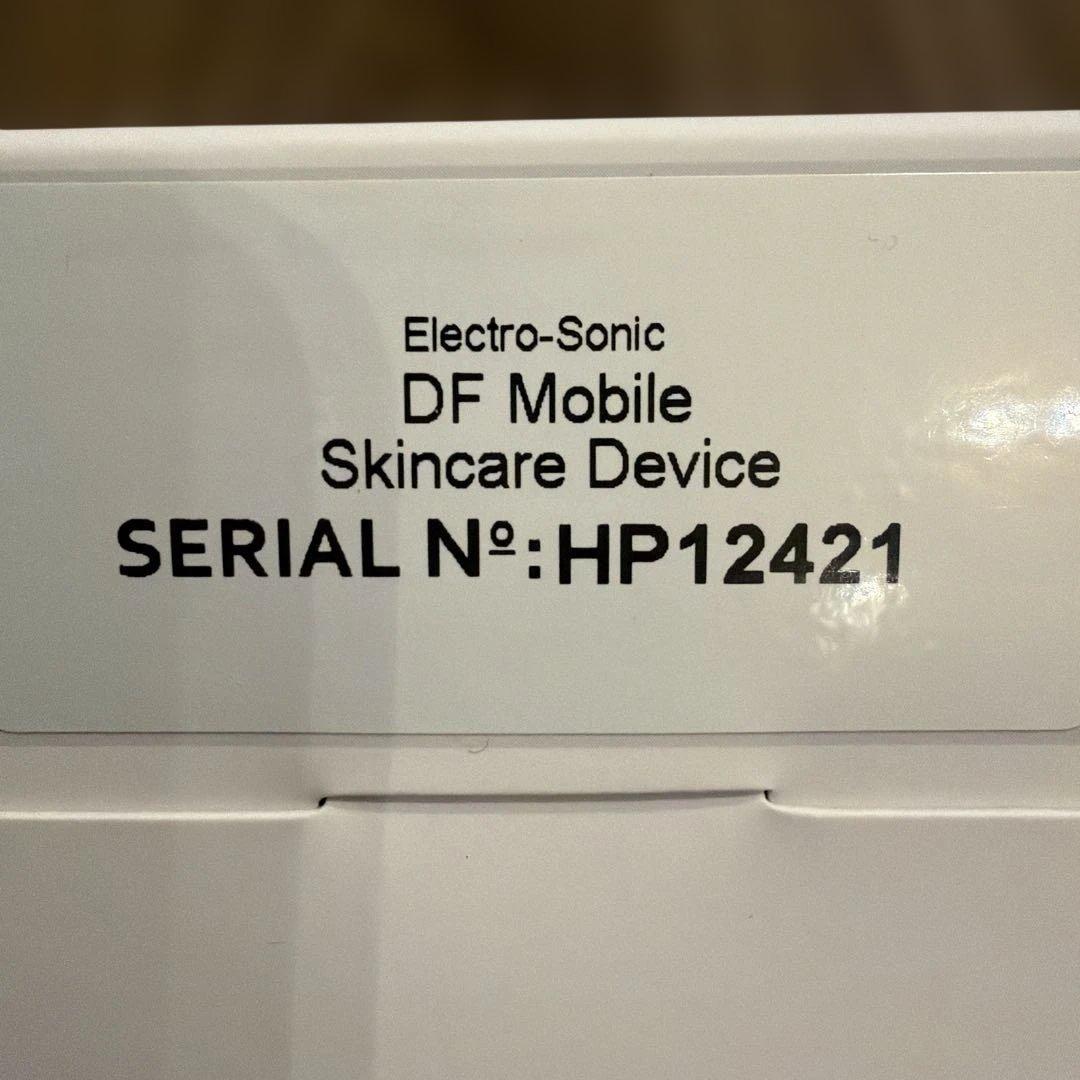 Electro-Sonic
DF Mobile
Skincare Device
SERIAL Nº:HP12421